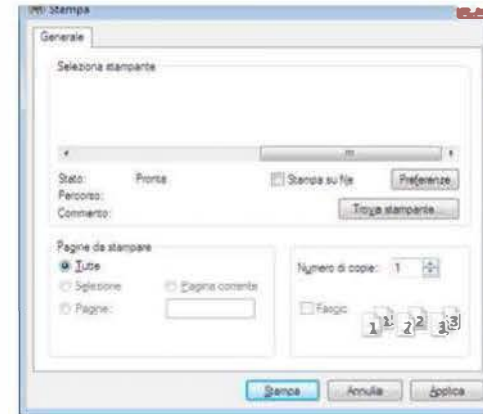 Stampa
Generale
Seleziona stampante
Stato: Pronta
Stampa su file
Preferenze
Percorso:
Commento:
Trova stampante...
Pagine da stampare
Tutte
Selezione
Pagina corrente
Pagine:
Numero di copie: 1
Fasc.
1 1 2 2 3 3
Stampa
Annulla
Applica